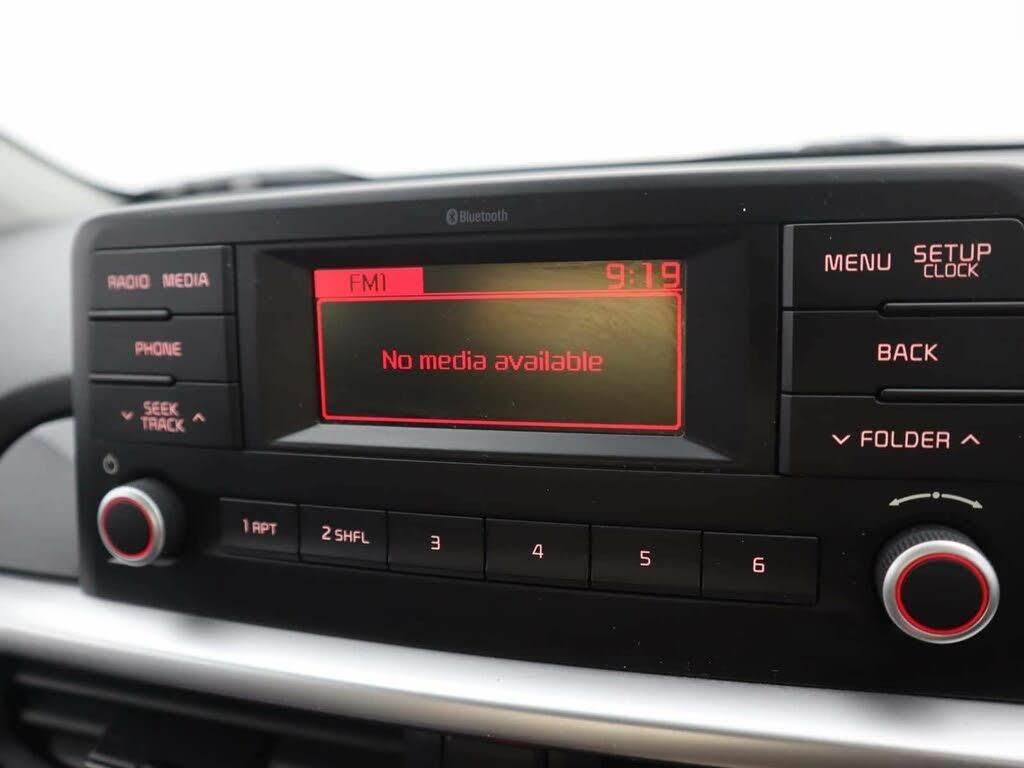 Bluetooth
RADIO MEDIA
PHONE
SEEK
TRACK
FM1 9:19
No media available
MENU SETUP
CLOCK
BACK
FOLDER
1 RPT 2 SHFL 3 4 5 6